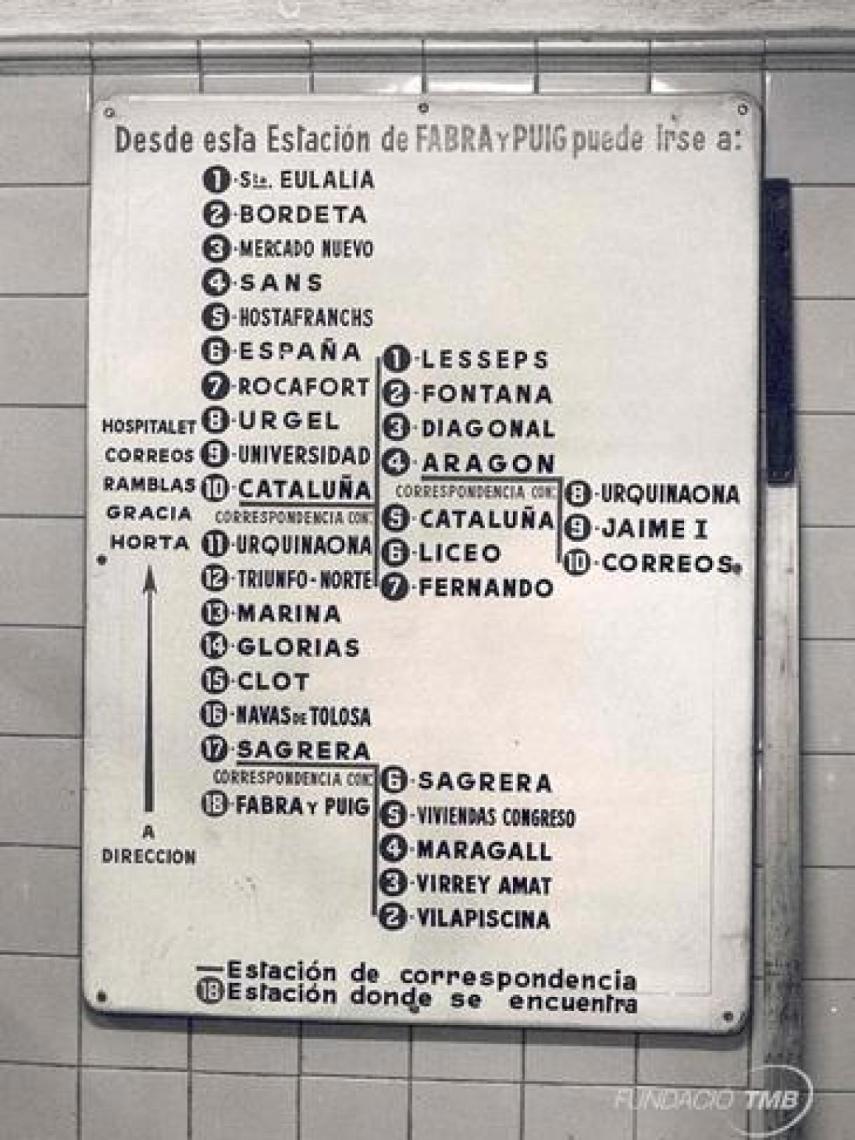 Desde esta Estación de FABRA Y PUIG puede irse a:
1·Sta. EULALIA
2·BORDETA
3·MERCADO NUEVO
4·SANS
5·HOSTAFRANCHS
6·ESPAÑA
7·ROCAFORT
8·URGEL
9·UNIVERSIDAD
10·CATALUÑA
CORRESPONDENCIA CON:
11·URQUINAONA
12·TRIUNFO-NORTE
13·MARINA
14·GLORIAS
15·CLOT
16·NAVAS DE TOLOSA
17·SAGRERA
CORRESPONDENCIA CON:
18·FABRA Y PUIG
HOSPITALET
CORREOS
RAMBLAS
GRACIA
HORTA
A
DIRECCION
1·LESSEPS
2·FONTANA
3·DIAGONAL
4·ARAGON
CORRESPONDENCIA CON:
5·CATALUÑA
6·LICEO
7·FERNANDO
8·URQUINAONA
9·JAIME I
10·CORREOS
6·SAGRERA
5·VIVIENDAS CONGRESO
4·MARAGALL
3·VIRREY AMAT
2·VILAPISCINA
Estación de correspondencia
18 Estación donde se encuentra
FUNDACIÓ TMB